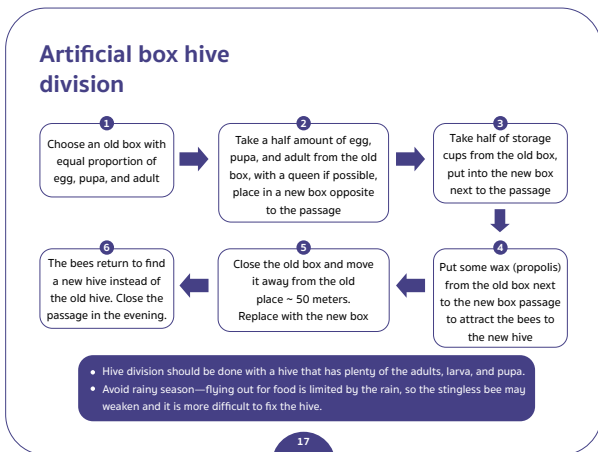 Artificial box hive
division
1
Choose an old box with
equal proportion of
egg, pupa, and adult
2
Take a half amount of egg,
pupa, and adult from the old
box, with a queen if possible,
place in a new box opposite
to the passage
3
Take half of storage
cups from the old box,
put into the new box
next to the passage
4
Put some wax (propolis)
from the old box next
to the new box passage
to attract the bees to
the new hive
5
Close the old box and move
it away from the old
place ~ 50 meters.
Replace with the new box
6
The bees return to find
a new hive instead of
the old hive. Close the
passage in the evening.
• Hive division should be done with a hive that has plenty of the adults, larva, and pupa.
• Avoid rainy season—flying out for food is limited by the rain, so the stingless bee may
weaken and it is more difficult to fix the hive.
17